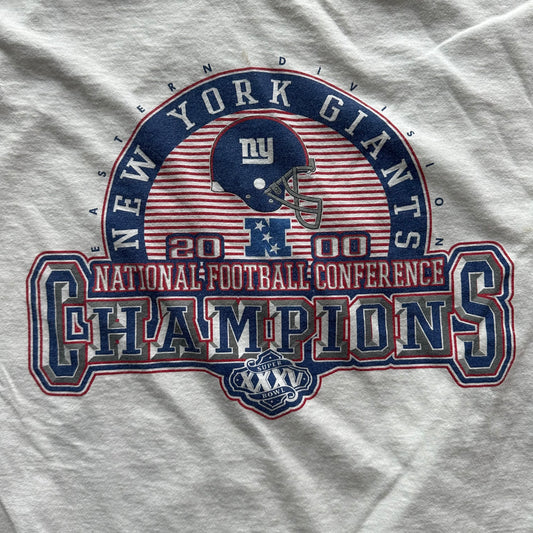 EASTERN DIVISION
NEW YORK GIANTS
ny
20 00
NATIONAL FOOTBALL CONFERENCE
CHAMPIONS
SUPER
XXXV
BOWL